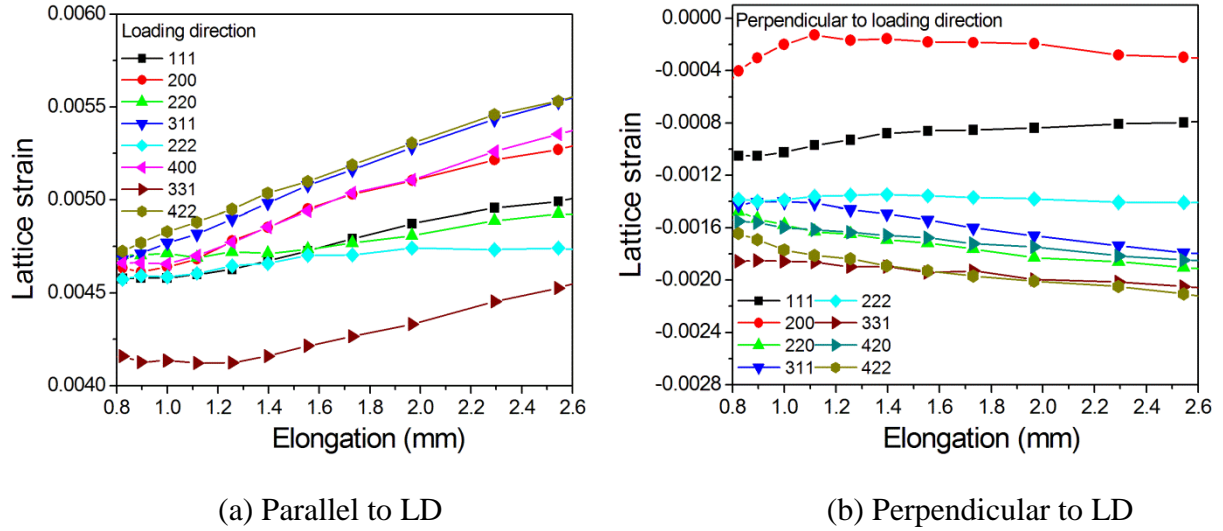 0.0060
0.0055
0.0050
0.0045
0.0040
Lattice strain
Loading direction
111
200
220
311
222
400
331
422
0.8 1.0 1.2 1.4 1.6 1.8 2.0 2.2 2.4 2.6
Elongation (mm)
(a) Parallel to LD
0.0000
-0.0004
-0.0008
-0.0012
-0.0016
-0.0020
-0.0024
-0.0028
Lattice strain
Perpendicular to loading direction
111 222
200 331
220 420
311 422
0.8 1.0 1.2 1.4 1.6 1.8 2.0 2.2 2.4 2.6
Elongation (mm)
(b) Perpendicular to LD